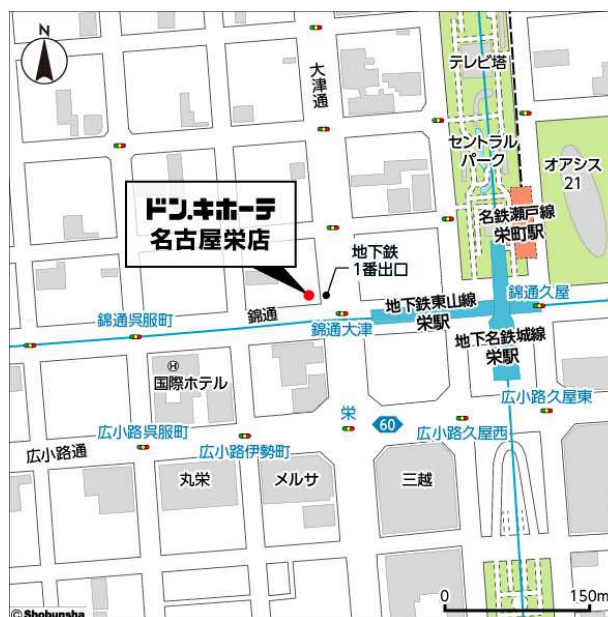 N
大津通
テレビ塔
セントラル
パーク
オアシス
21
ドン.キホーテ
名古屋栄店
名鉄瀬戸線
栄町駅
地下鉄
1番出口
錦通
地下鉄東山線
栄駅
錦通久屋
錦通呉服町
錦通大津
地下名鉄城線
栄駅
H
国際ホテル
栄
60
広小路久屋東
広小路久屋西
広小路呉服町
広小路伊勢町
広小路通
丸栄
メルサ
三越
0 150m
© Shobunsha